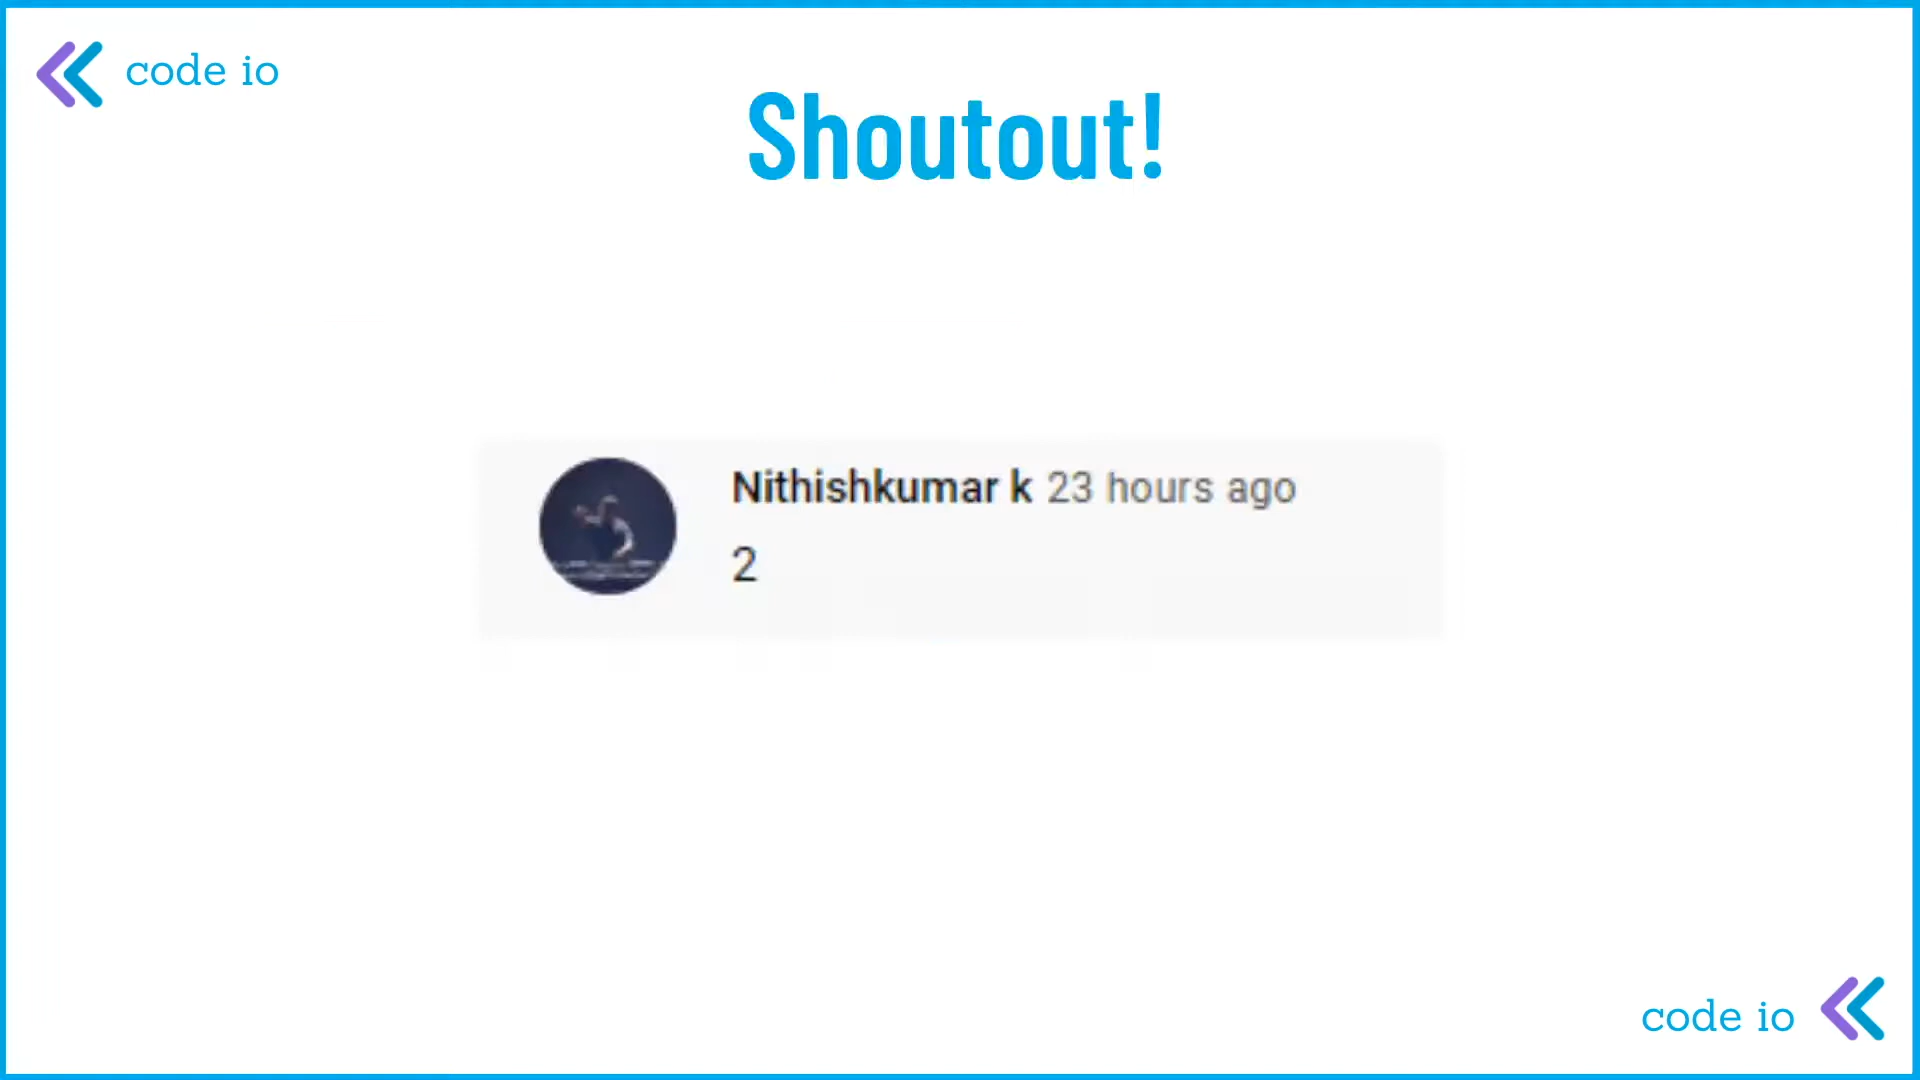 code io
Shoutout!
Nithishkumar k 23 hours ago
2
code io